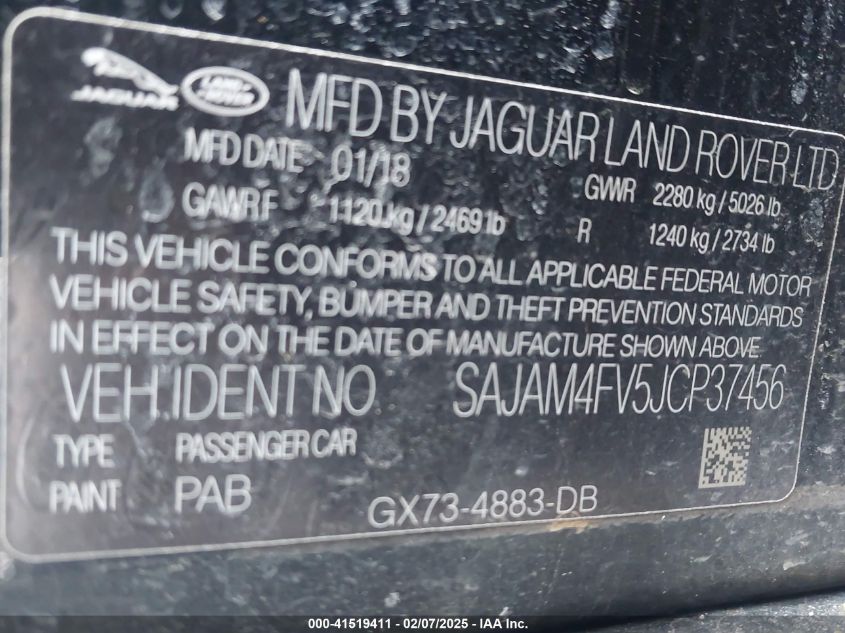 JAGUAR LAND ROVER MFD BY JAGUAR LAND ROVER LTD
MFD DATE 01/18 GWR 2280 kg / 5026 lb
GAWR F 1120 kg / 2469 lb R 1240 kg / 2734 lb
THIS VEHICLE CONFORMS TO ALL APPLICABLE FEDERAL MOTOR
VEHICLE SAFETY, BUMPER AND THEFT PREVENTION STANDARDS
IN EFFECT ON THE DATE OF MANUFACTURE SHOWN ABOVE.
VEH. IDENT NO SAJAM4FV5JCP37456
TYPE PASSENGER CAR
PAINT PAB
GX73-4883-DB
000-41519411 - 02/07/2025 - IAA Inc.